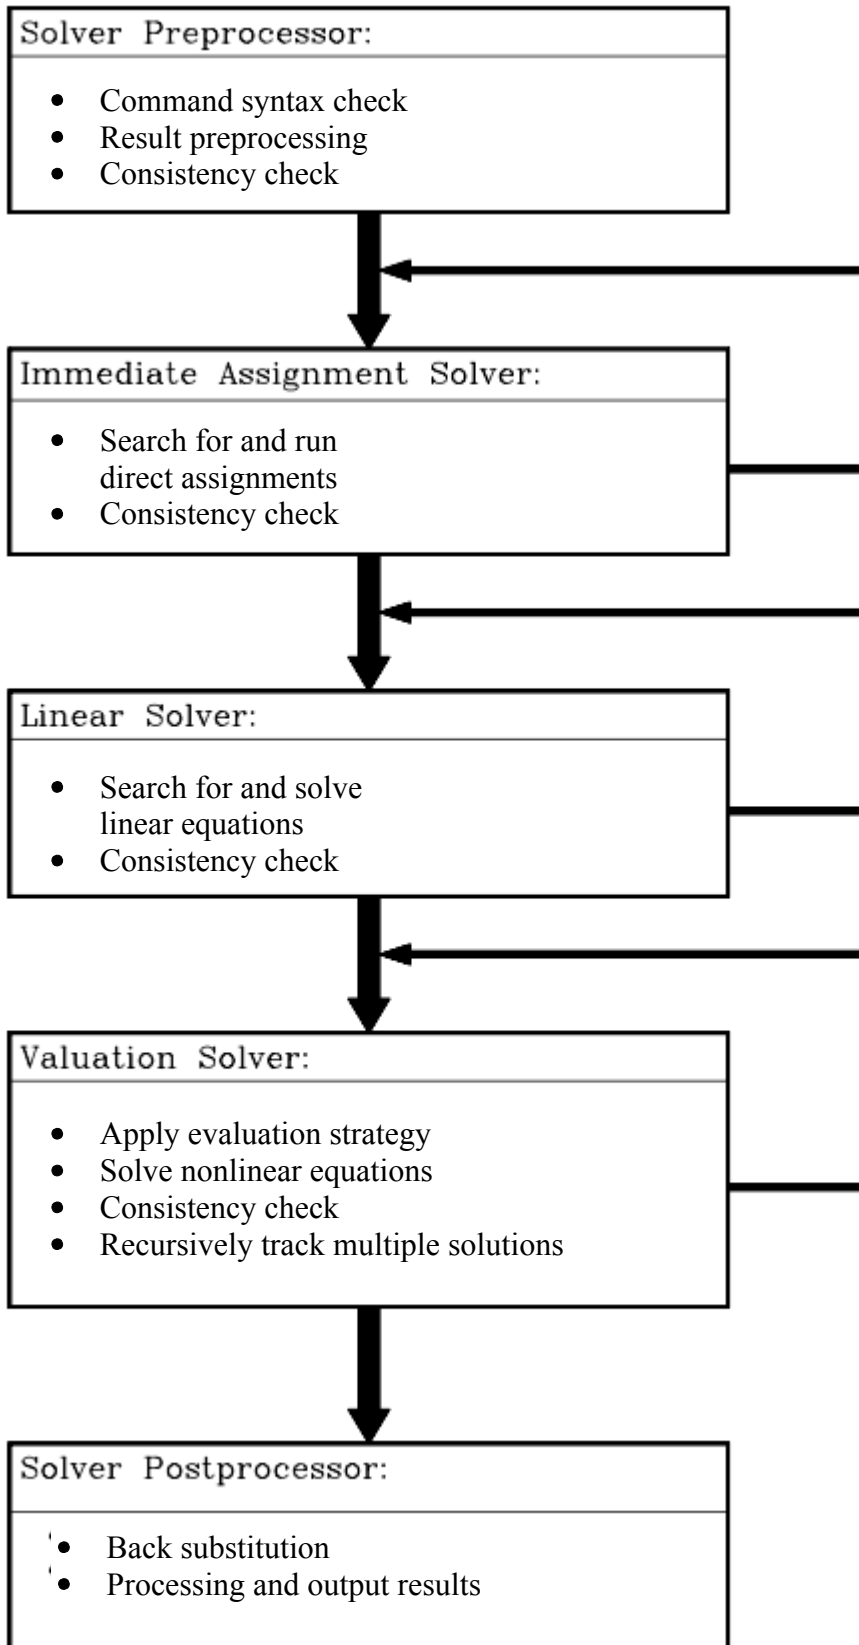 Solver Preprocessor:
• Command syntax check
• Result preprocessing
• Consistency check
Immediate Assignment Solver:
• Search for and run
direct assignments
• Consistency check
Linear Solver:
• Search for and solve
linear equations
• Consistency check
Valuation Solver:
• Apply evaluation strategy
• Solve nonlinear equations
• Consistency check
• Recursively track multiple solutions
Solver Postprocessor:
• Back substitution
• Processing and output results